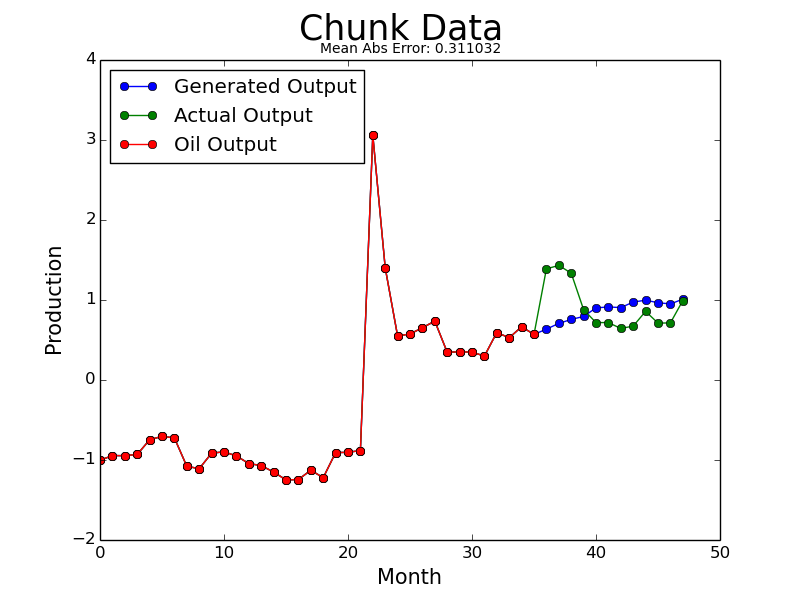 Chunk Data
Mean Abs Error: 0.311032
4
3
2
1
0
−1
−2
Production
Generated Output
Actual Output
Oil Output
0 10 20 30 40 50
Month